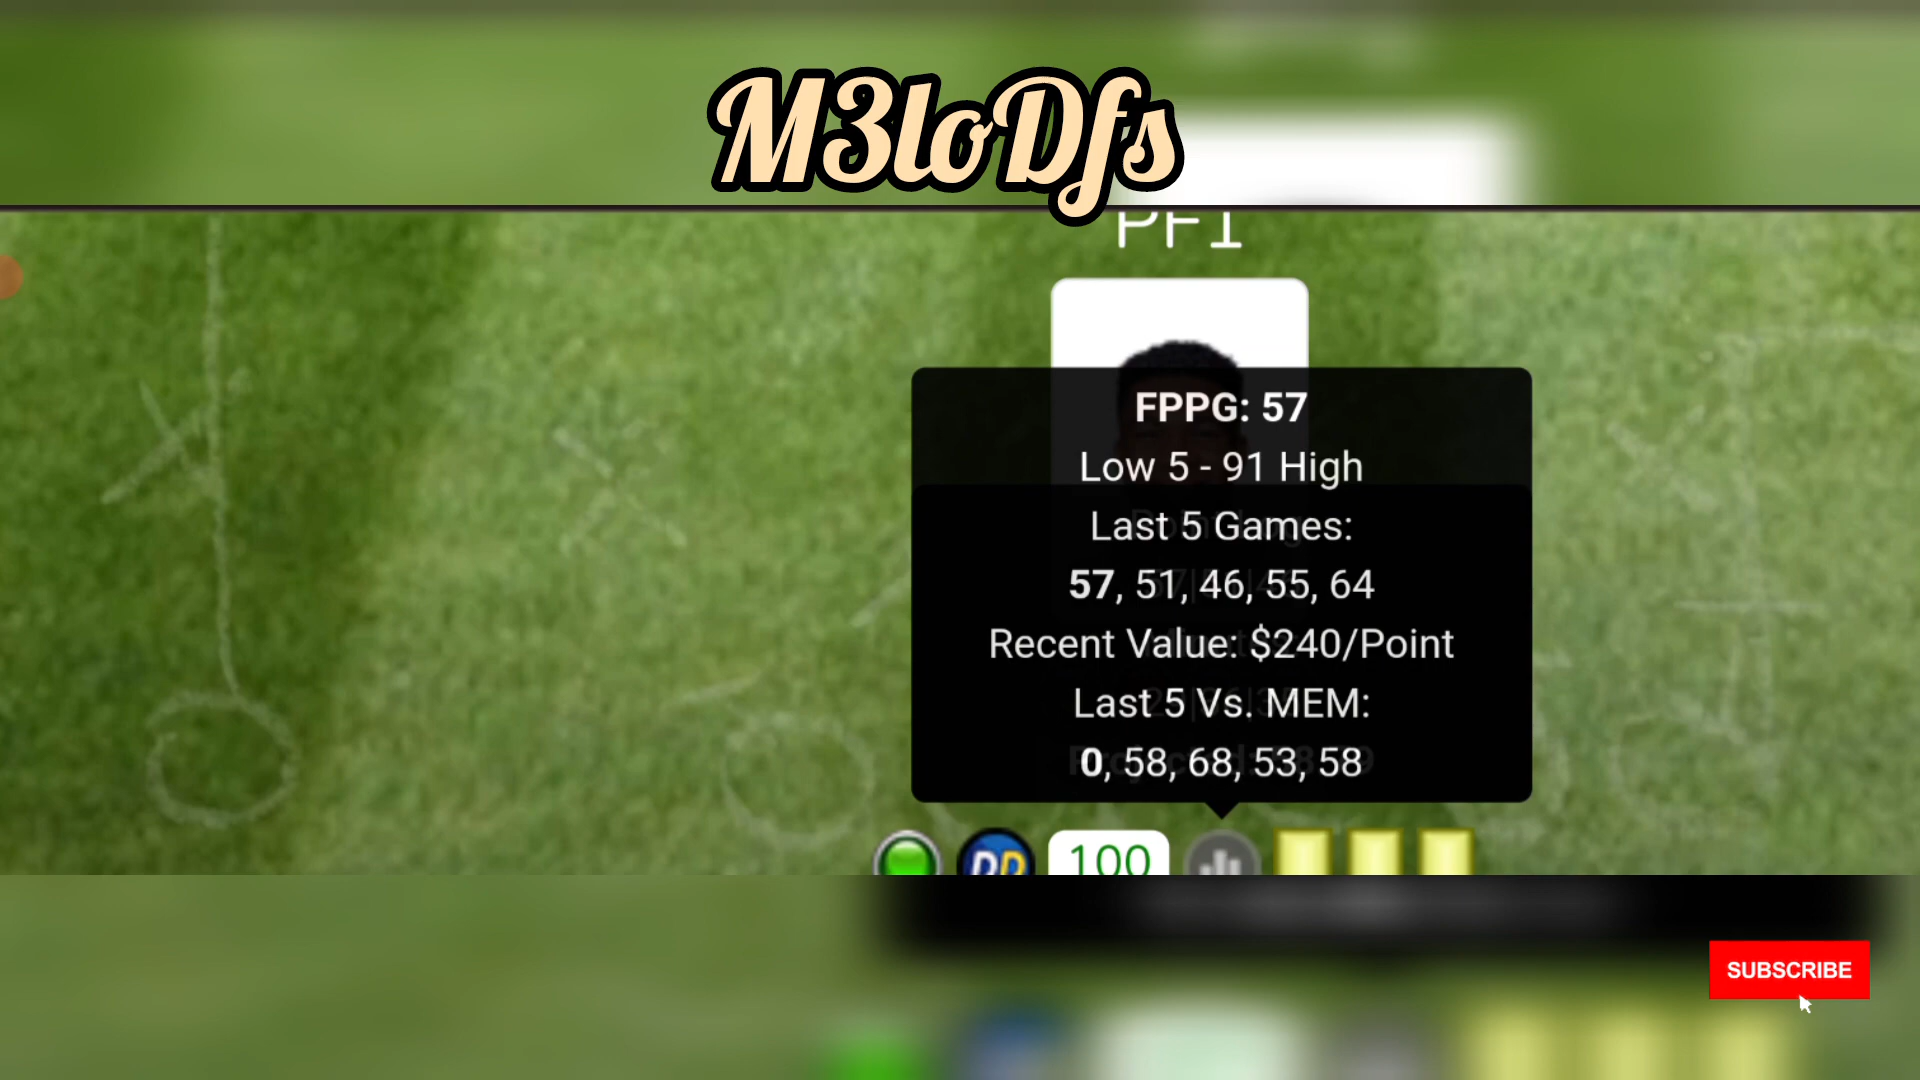 M3loDfs
PF1
FPPG: 57
Low 5 - 91 High
Last 5 Games:
57, 51, 46, 55, 64
Recent Value: $240/Point
Last 5 Vs. MEM:
0, 58, 68, 53, 58
DD
100
SUBSCRIBE